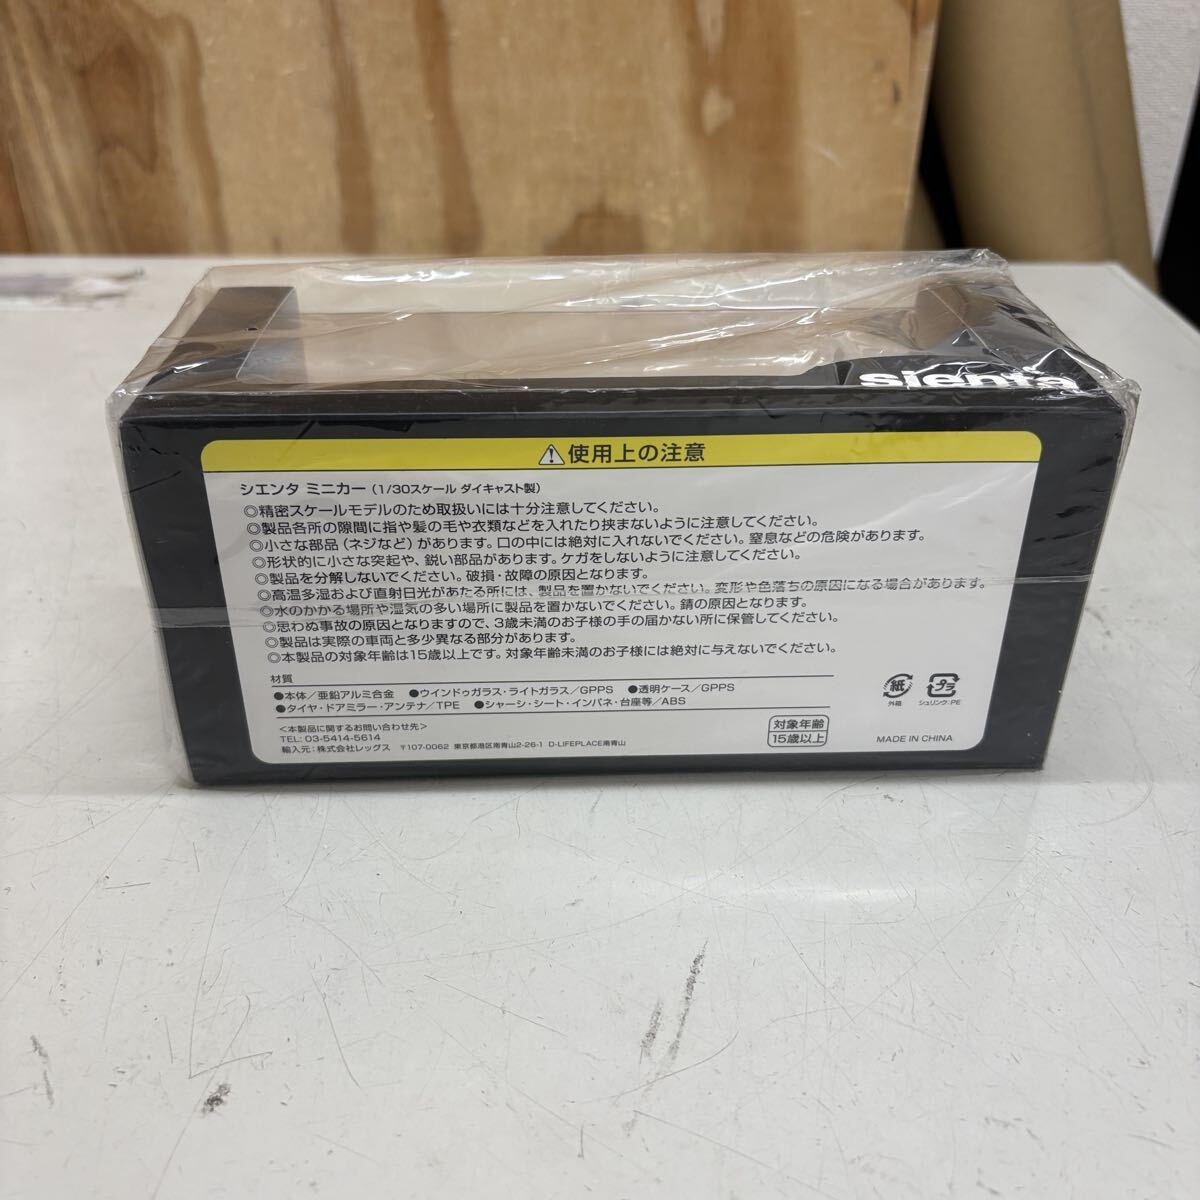 sienta
使用上の注意
シエンタ ミニカー（1/30スケール ダイキャスト製）
◎精密スケールモデルのため取扱いには十分注意してください。
◎製品各所の隙間に指や髪の毛や衣類などを入れたり挟まないように注意してください。
◎小さな部品（ネジなど）があります。口の中には絶対に入れないでください。窒息などの危険があります。
◎形状的に小さな突起や、鋭い部品があります。ケガをしないように注意してください。
◎製品を分解しないでください。破損・故障の原因となります。
◎高温多湿および直射日光があたる所には、製品を置かないでください。変形や色落ちの原因になる場合があります。
◎水のかかる場所や湿気の多い場所に製品を置かないでください。錆の原因となります。
◎思わぬ事故の原因となりますので、3歳未満のお子様の手の届かない所に保管してください。
◎製品は実際の車両と多少異なる部分があります。
◎本製品の対象年齢は15歳以上です。対象年齢未満のお子様には絶対に与えないでください。
材質
●本体／亜鉛アルミ合金 ●ウインドゥガラス・ライトガラス／GPPS ●透明ケース／GPPS
●タイヤ・ドアミラー・アンテナ／TPE ●シャーシ・シート・インパネ・台座等／ABS
紙
外箱
プラ
シュリンク:PE
＜本製品に関するお問い合わせ先＞
TEL: 03-5414-5614
輸入元：株式会社レッグス 〒107-0062 東京都港区南青山2-26-1 D-LIFEPLACE南青山
対象年齢
15歳以上
MADE IN CHINA